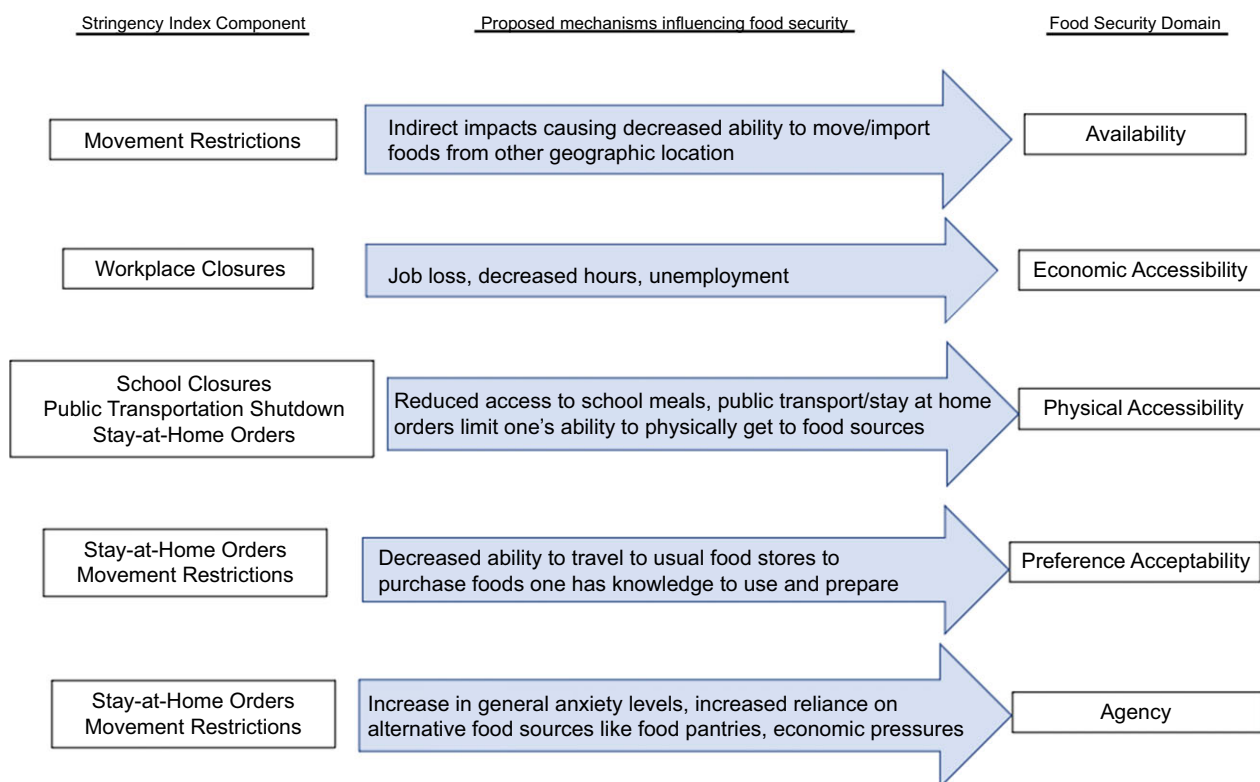 Stringency Index Component
Proposed mechanisms influencing food security
Food Security Domain
Movement Restrictions
Indirect impacts causing decreased ability to move/import
foods from other geographic location
Availability
Workplace Closures
Job loss, decreased hours, unemployment
Economic Accessibility
School Closures
Public Transportation Shutdown
Stay-at-Home Orders
Reduced access to school meals, public transport/stay at home
orders limit one's ability to physically get to food sources
Physical Accessibility
Stay-at-Home Orders
Movement Restrictions
Decreased ability to travel to usual food stores to
purchase foods one has knowledge to use and prepare
Preference Acceptability
Stay-at-Home Orders
Movement Restrictions
Increase in general anxiety levels, increased reliance on
alternative food sources like food pantries, economic pressures
Agency